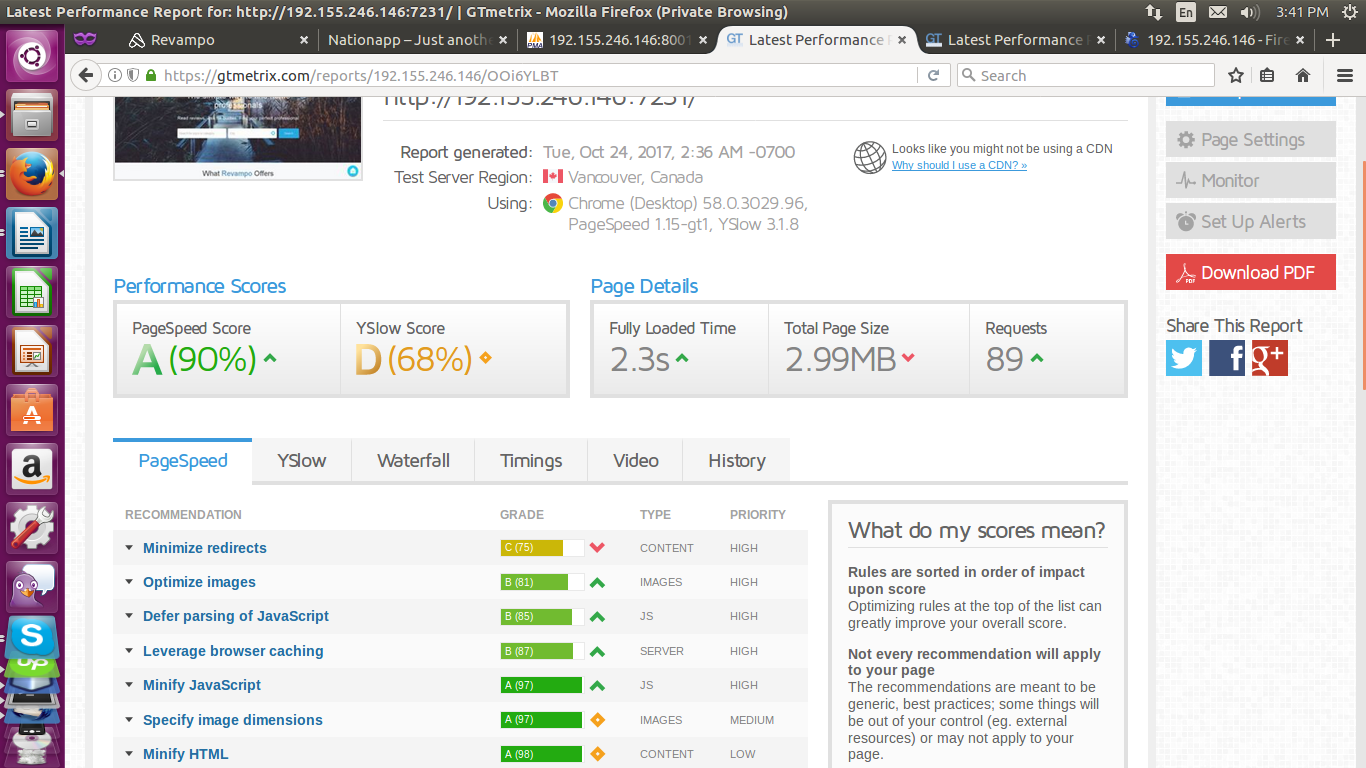 Latest Performance Report for: http://192.155.246.146:7231/ | GTmetrix - Mozilla Firefox (Private Browsing)
En
3:41 PM
Revampo
Nationapp – Just anoth
PMA
192.155.246.146:8001
GT Latest Performance
GT Latest Performance
192.155.246.146 - Fire
https://gtmetrix.com/reports/192.155.246.146/OOi6YLBT
Search
professionals
What Revampo Offers
http://192.155.246.146:7231/
Report generated: Tue, Oct 24, 2017, 2:36 AM -0700
Test Server Region: Vancouver, Canada
Using: Chrome (Desktop) 58.0.3029.96,
PageSpeed 1.15-gt1, YSlow 3.1.8
Looks like you might not be using a CDN
Why should I use a CDN? »
Page Settings
Monitor
Set Up Alerts
Download PDF
Share This Report
Performance Scores
PageSpeed Score
A (90%)
YSlow Score
D (68%)
Page Details
Fully Loaded Time
2.3s
Total Page Size
2.99MB
Requests
89
PageSpeed
YSlow
Waterfall
Timings
Video
History
RECOMMENDATION GRADE TYPE PRIORITY
Minimize redirects C (75) CONTENT HIGH
Optimize images B (81) IMAGES HIGH
Defer parsing of JavaScript B (85) JS HIGH
Leverage browser caching B (87) SERVER HIGH
Minify JavaScript A (97) JS HIGH
Specify image dimensions A (97) IMAGES MEDIUM
Minify HTML A (98) CONTENT LOW
What do my scores mean?
Rules are sorted in order of impact
upon score
Optimizing rules at the top of the list can
greatly improve your overall score.
Not every recommendation will apply
to your page
The recommendations are meant to be
generic, best practices; some things will
be out of your control (eg. external
resources) or may not apply to your
page.